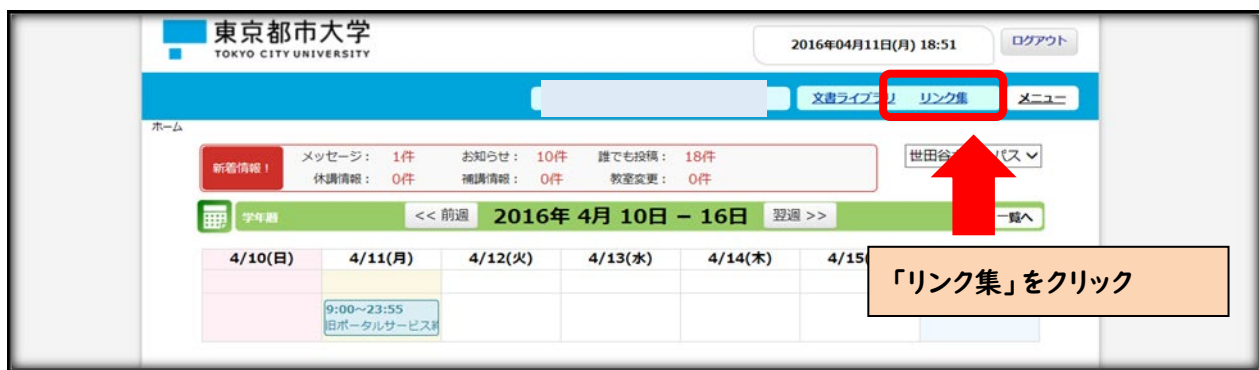 東京都市大学
TOKYO CITY UNIVERSITY
2016年04月11日(月) 18:51
ログアウト
文書ライブラリ リンク集 メニュー
ホーム
新着情報!
メッセージ: 1件 お知らせ: 10件 誰でも投稿: 18件
休講情報: 0件 補講情報: 0件 教室変更: 0件
世田谷 パス
学年暦 << 前週 2016年 4月 10日 – 16日 翌週 >> 一覧へ
4/10(日) 4/11(月) 4/12(火) 4/13(水) 4/14(木) 4/15(
「リンク集」をクリック
9:00~23:55
旧ポータルサービス